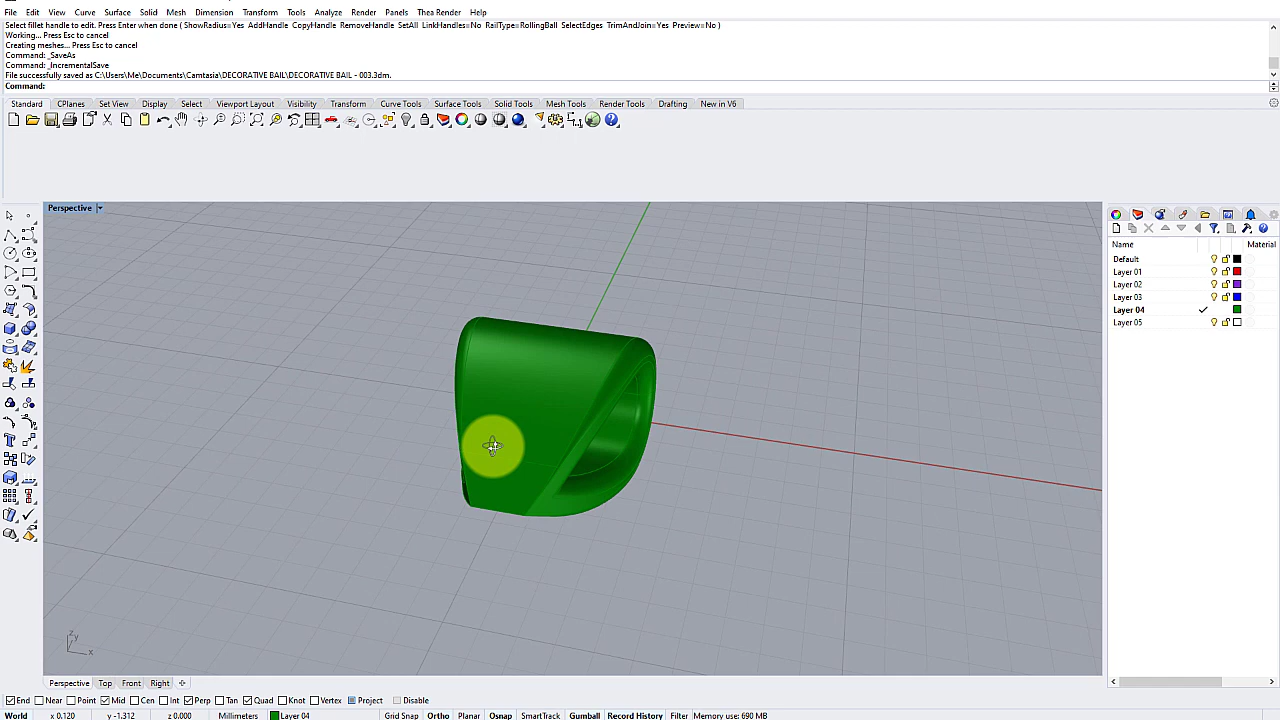 File Edit View Curve Surface Solid Mesh Dimension Transform Tools Analyze Render Panels Thea Render Help
Select fillet handle to edit. Press Enter when done ( ShowRadius=Yes AddHandle CopyHandle RemoveHandle SetAll LinkHandles=No RailType=RollingBall SelectEdges TrimAndJoin=Yes Preview=No )
Working... Press Esc to cancel
Creating meshes... Press Esc to cancel
Command: _SaveAs
Command: _IncrementalSave
File successfully saved as C:\Users\Me\Documents\Camtasia\DECORATIVE BAIL\DECORATIVE BAIL - 003.3dm.
Command:
Standard CPlanes Set View Display Select Viewport Layout Visibility Transform Curve Tools Surface Tools Solid Tools Mesh Tools Render Tools Drafting New in V6
Perspective
Name Material
Default
Layer 01
Layer 02
Layer 03
Layer 04
Layer 05
z y
x
Perspective Top Front Right
End Near Point Mid Cen Int Perp Tan Quad Knot Vertex Project Disable
World x 0.120 y -1.312 z 0.000 Millimeters Layer 04 Grid Snap Ortho Planar Osnap SmartTrack Gumball Record History Filter Memory use: 690 MB